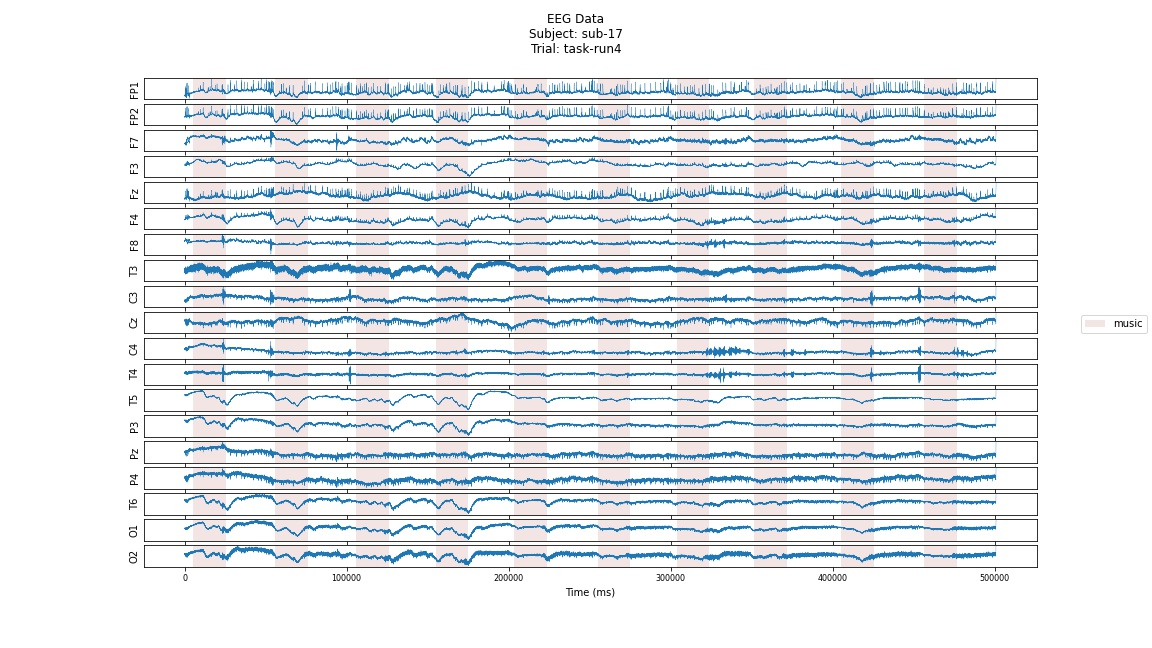 EEG Data
Subject: sub-17
Trial: task-run4
FP1
FP2
F7
F3
Fz
F4
F8
T3
C3
Cz
C4
T4
T5
P3
Pz
P4
T6
O1
O2
music
0 100000 200000 300000 400000 500000
Time (ms)